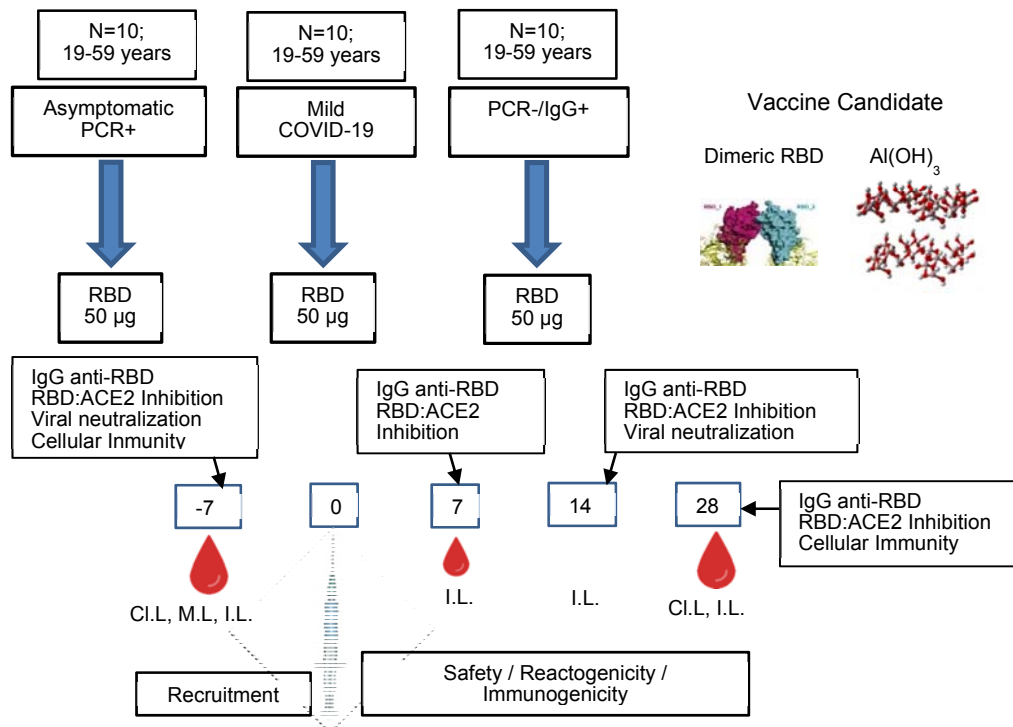 N=10;
19-59 years
N=10;
19-59 years
N=10;
19-59 years
Asymptomatic
PCR+
Mild
COVID-19
PCR-/IgG+
Vaccine Candidate
Dimeric RBD
Al(OH)3
RBD_1
RBD_2
RBD
50 µg
RBD
50 µg
RBD
50 µg
IgG anti-RBD
RBD:ACE2 Inhibition
Viral neutralization
Cellular Inmunity
IgG anti-RBD
RBD:ACE2
Inhibition
IgG anti-RBD
RBD:ACE2 Inhibition
Viral neutralization
-7
0
7
14
28
IgG anti-RBD
RBD:ACE2 Inhibition
Cellular Immunity
Cl.L, M.L, I.L.
I.L.
I.L.
Cl.L, I.L.
Recruitment
Safety / Reactogenicity /
Immunogenicity